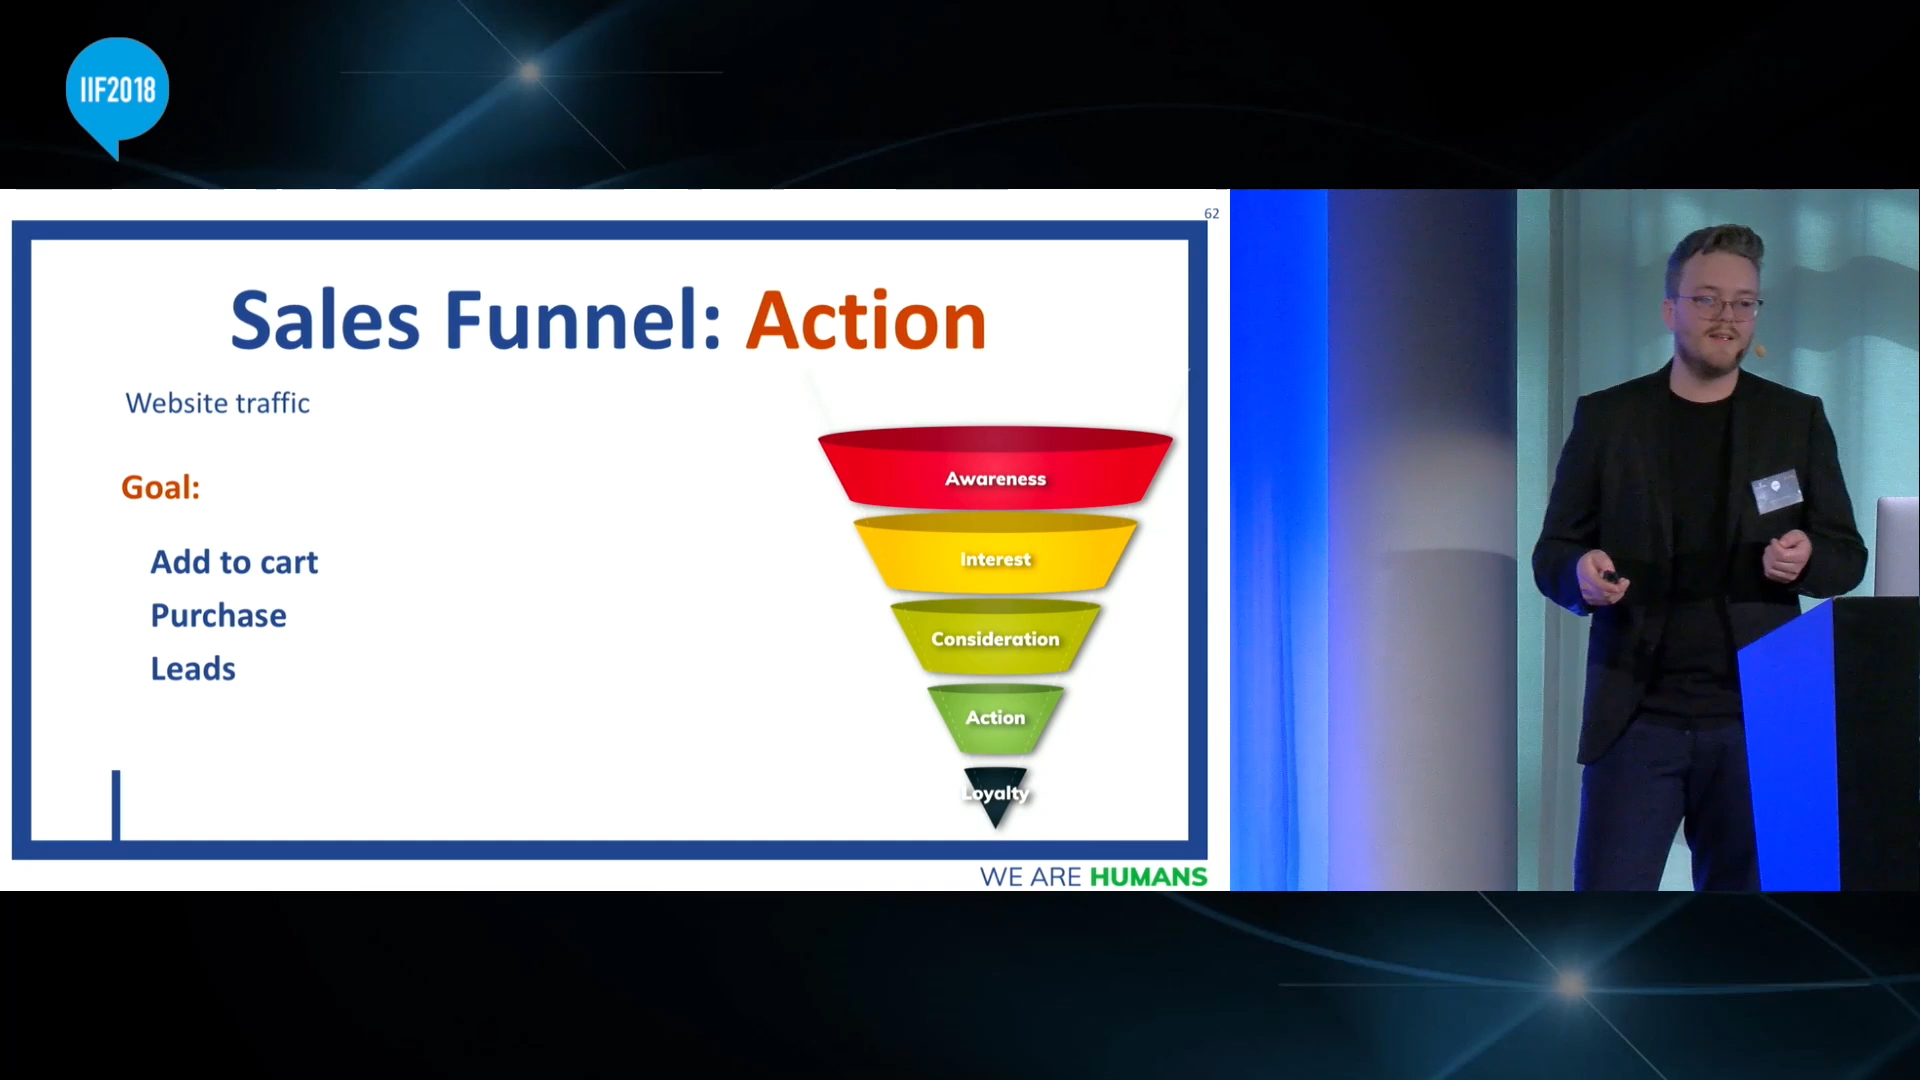 IIF2018
62
Sales Funnel: Action
Website traffic
Goal:
Add to cart
Purchase
Leads
Awareness
Interest
Consideration
Action
Loyalty
WE ARE HUMANS